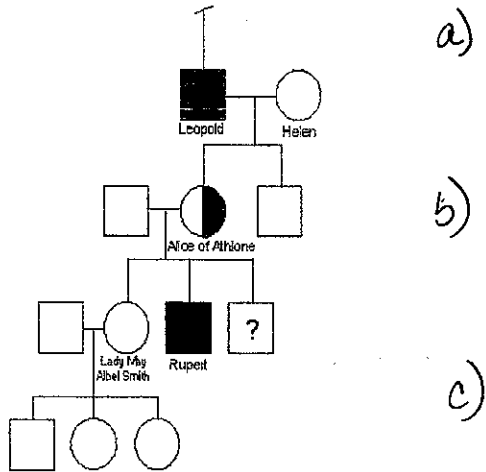 a)
Leopold Helen
b)
Alice of Athlone
?
Lady May
Abel Smith
Rupert
c)